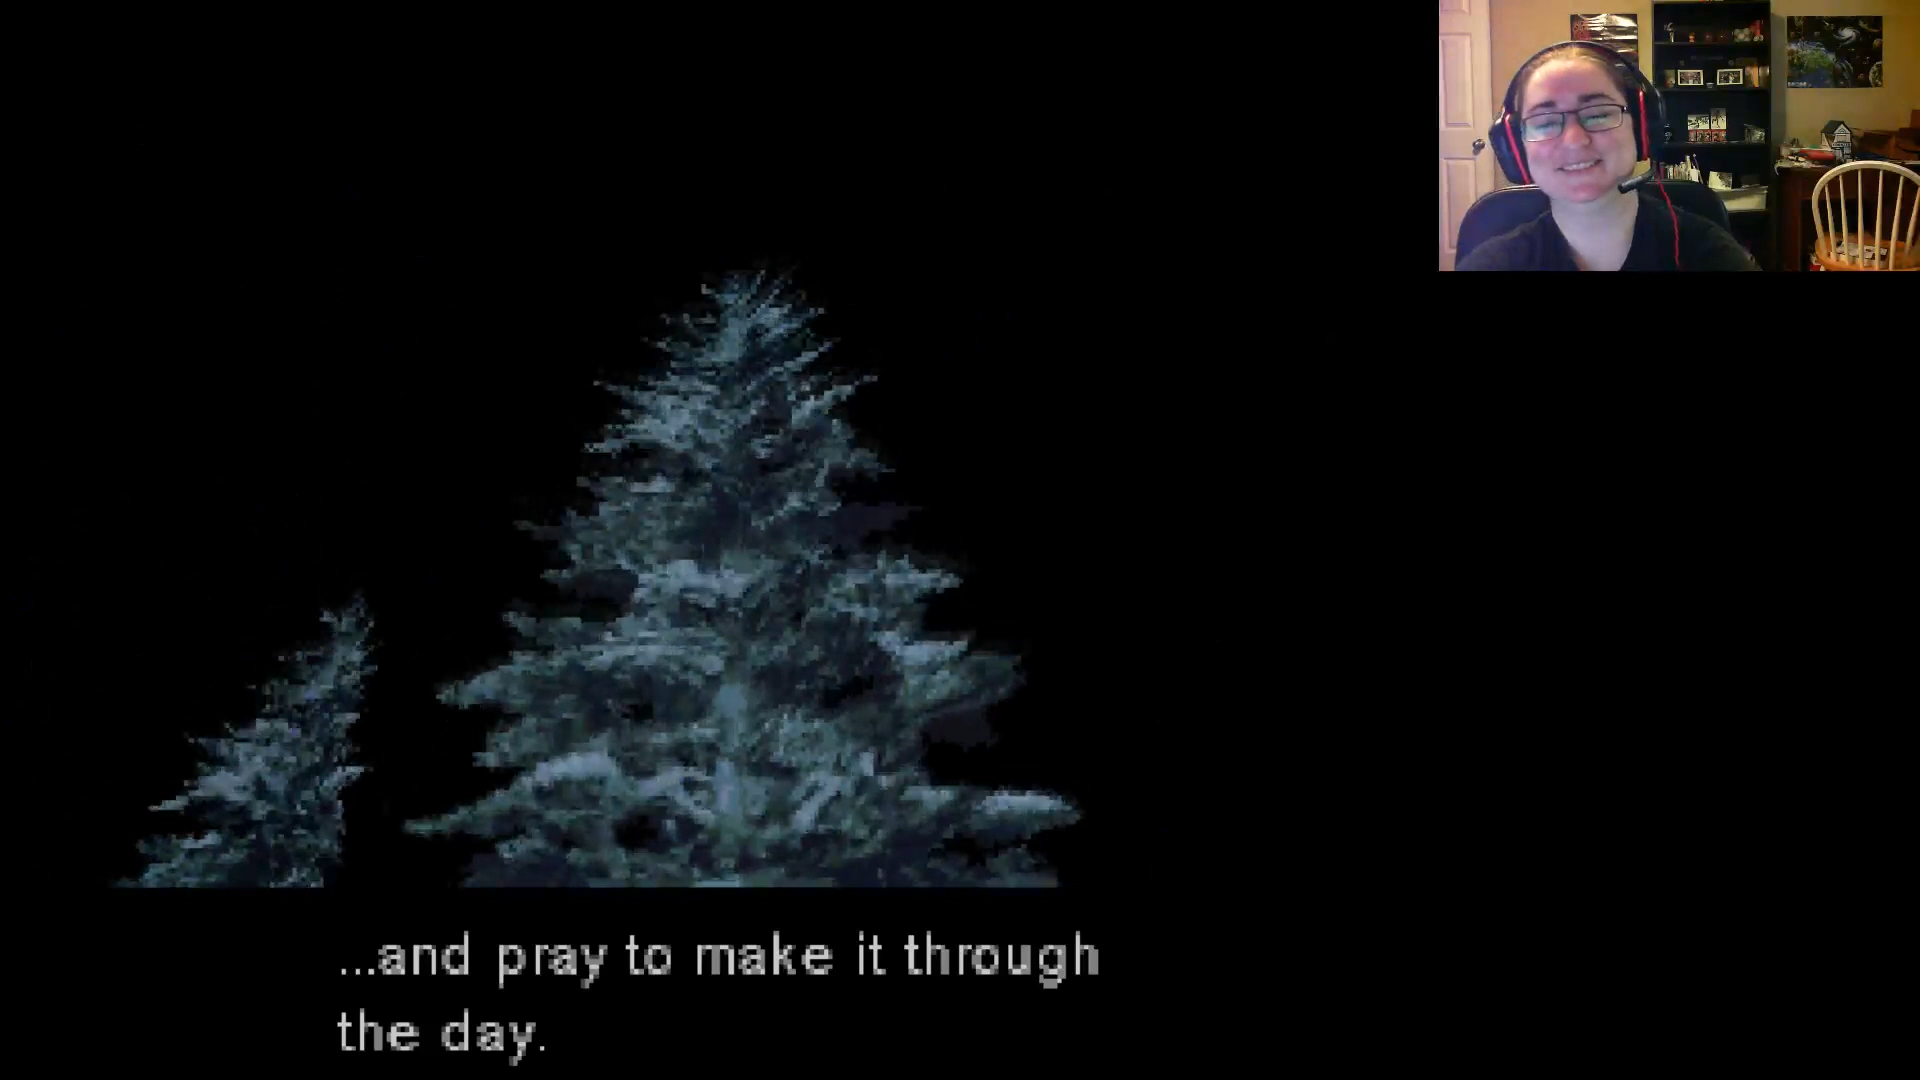 ...and pray to make it through
the day.